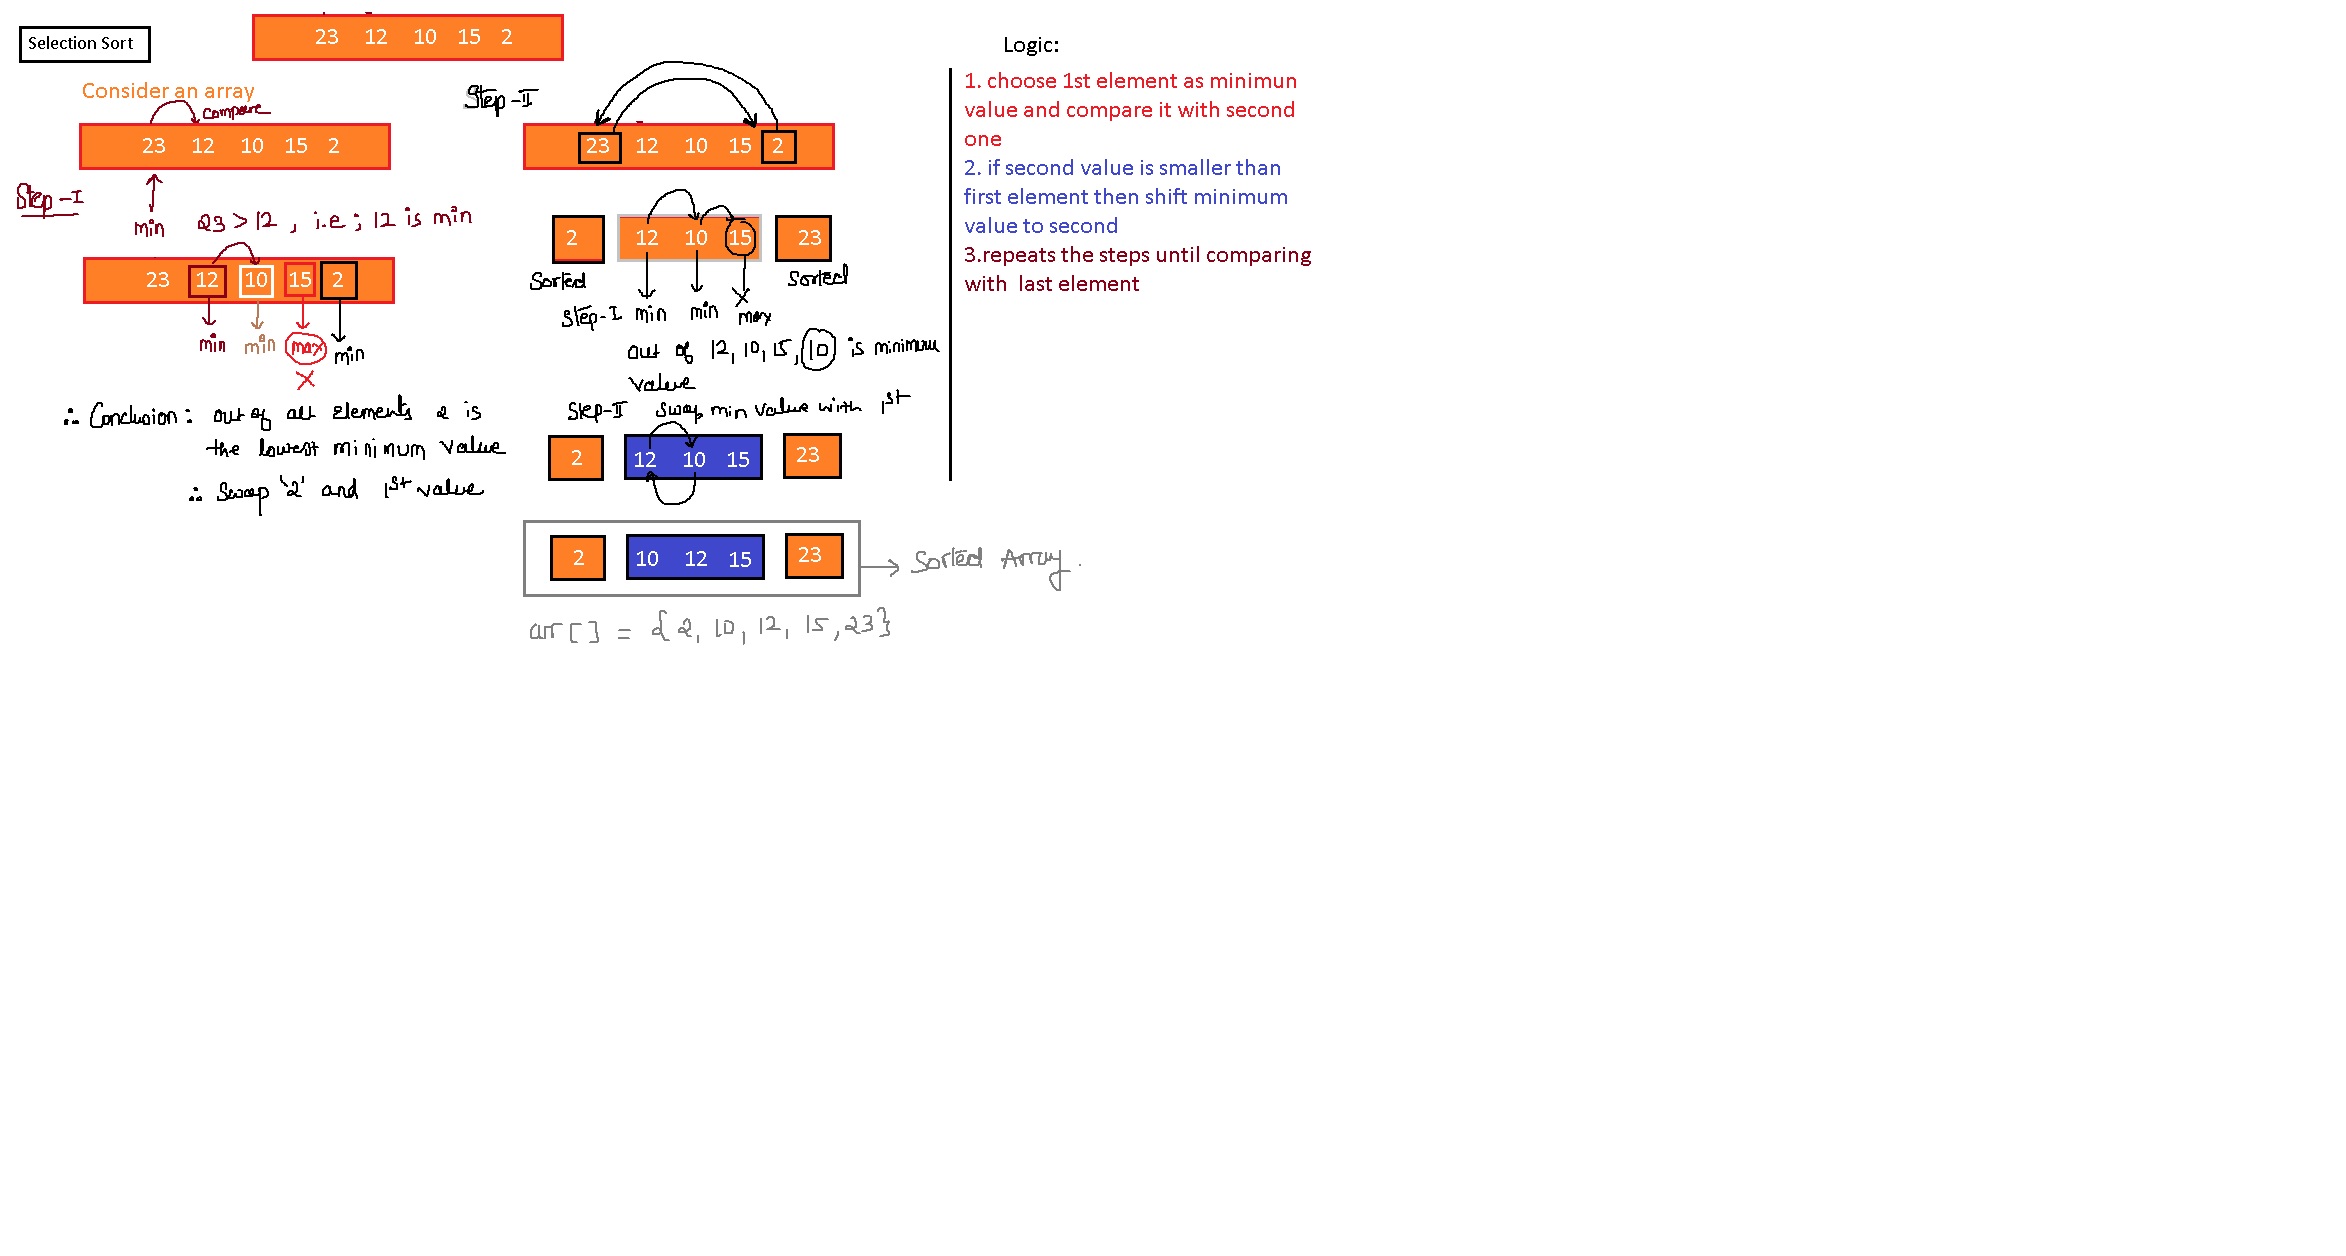 Selection Sort
23 12 10 15 2
Consider an array
compare
23 12 10 15 2
Step-I
min
23 > 12 , i.e ; 12 is min
23 12 10 15 2
min min max min
∴ Conclusion: out of all Elements 2 is
the lowest minimum value
∴ Swap '2' and 1st value
Step-II
23 12 10 15 2
2 12 10 15 23
Sorted Sorted
Step-I min min max
out of 12, 10, 15, 10 is minimum
value
Step-II Swap min value with 1st
2 12 10 15 23
2 10 12 15 23
Sorted Array.
arr[] = {2, 10, 12, 15, 23}
Logic:
1. choose 1st element as minimun
value and compare it with second
one
2. if second value is smaller than
first element then shift minimum
value to second
3.repeats the steps until comparing
with last element